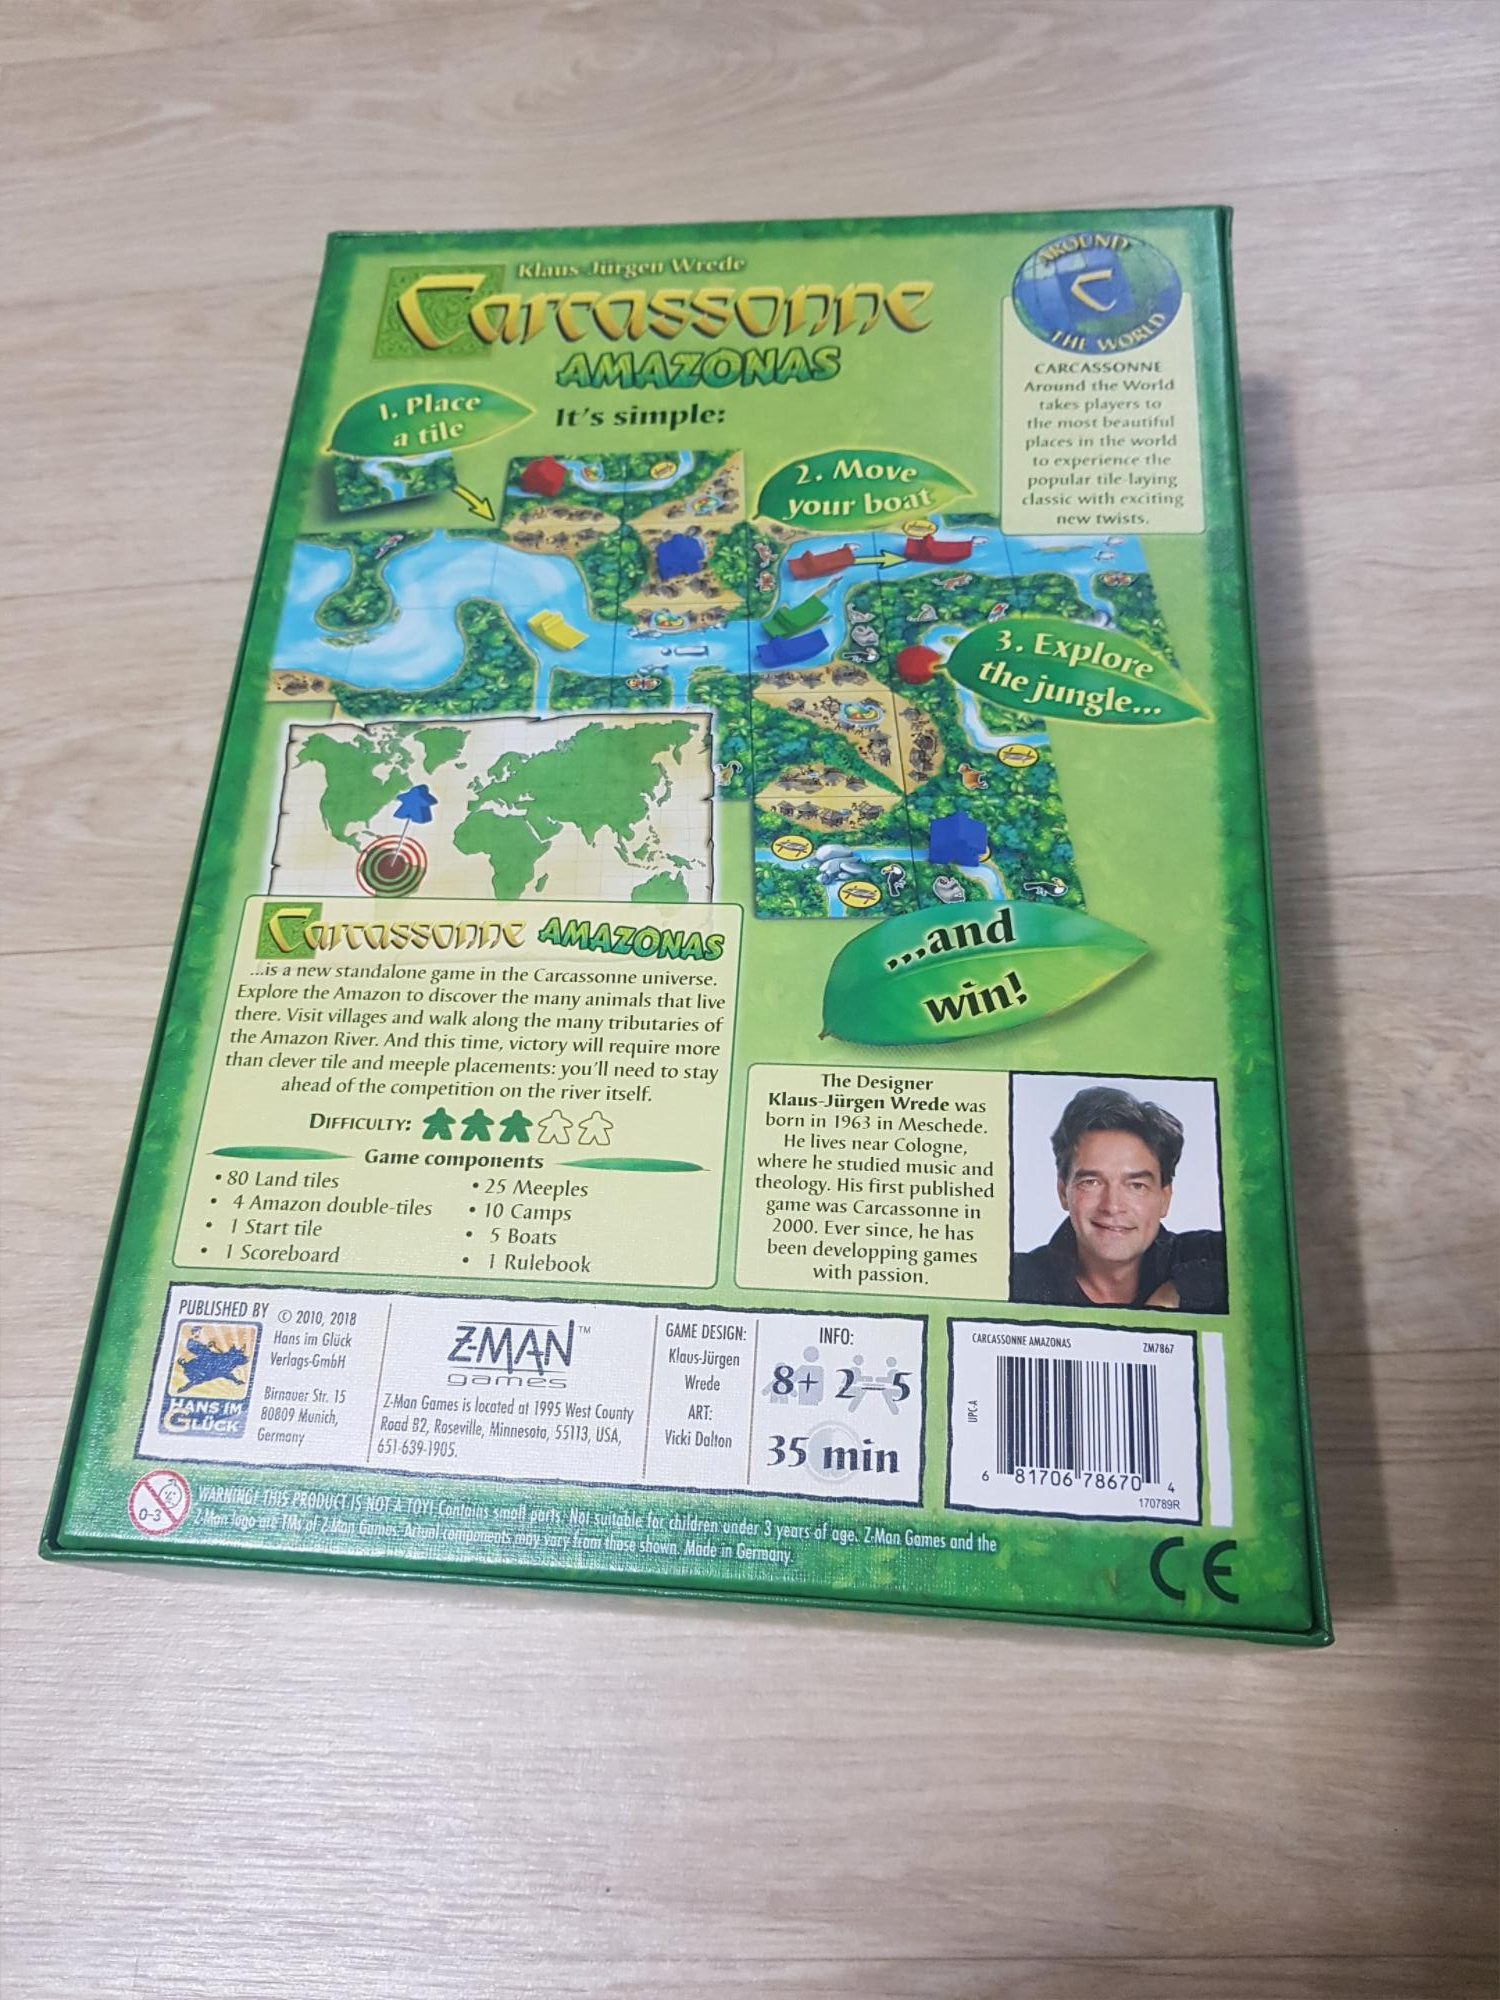 Klaus-Jürgen Wrede
Carcassonne
AMAZONAS
AROUND
C
THE WORLD
CARCASSONNE
Around the World
takes players to
the most beautiful
places in the world
to experience the
popular tile-laying
classic with exciting
new twists.
It's simple:
1. Place
a tile
2. Move
your boat
3. Explore
the jungle...
...and
win!
Carcassonne AMAZONAS
...is a new standalone game in the Carcassonne universe.
Explore the Amazon to discover the many animals that live
there. Visit villages and walk along the many tributaries of
the Amazon River. And this time, victory will require more
than clever tile and meeple placements: you'll need to stay
ahead of the competition on the river itself.
DIFFICULTY:
Game components
• 80 Land tiles
• 4 Amazon double-tiles
• 1 Start tile
• 1 Scoreboard
• 25 Meeples
• 10 Camps
• 5 Boats
• 1 Rulebook
The Designer
Klaus-Jürgen Wrede was
born in 1963 in Meschede.
He lives near Cologne,
where he studied music and
theology. His first published
game was Carcassonne in
2000. Ever since, he has
been developping games
with passion.
PUBLISHED BY
HANS IM
GLÜCK
© 2010, 2018
Hans im Glück
Verlags-GmbH
Birnauer Str. 15
80809 Munich,
Germany
Z-MAN™
games
Z-Man Games is located at 1995 West County
Road B2, Roseville, Minnesota, 55113, USA,
651-639-1905.
GAME DESIGN:
Klaus-Jürgen
Wrede
ART:
Vicki Dalton
INFO:
8+ 2–5
35 min
CARCASSONNE AMAZONAS ZM7867
UPC-A
6 81706 78670 4
170789R
0-3
WARNING! THIS PRODUCT IS NOT A TOY! Contains small parts. Not suitable for children under 3 years of age. Z-Man Games and the
Z-Man logo are TMs of Z-Man Games. Actual components may vary from those shown. Made in Germany.
CE